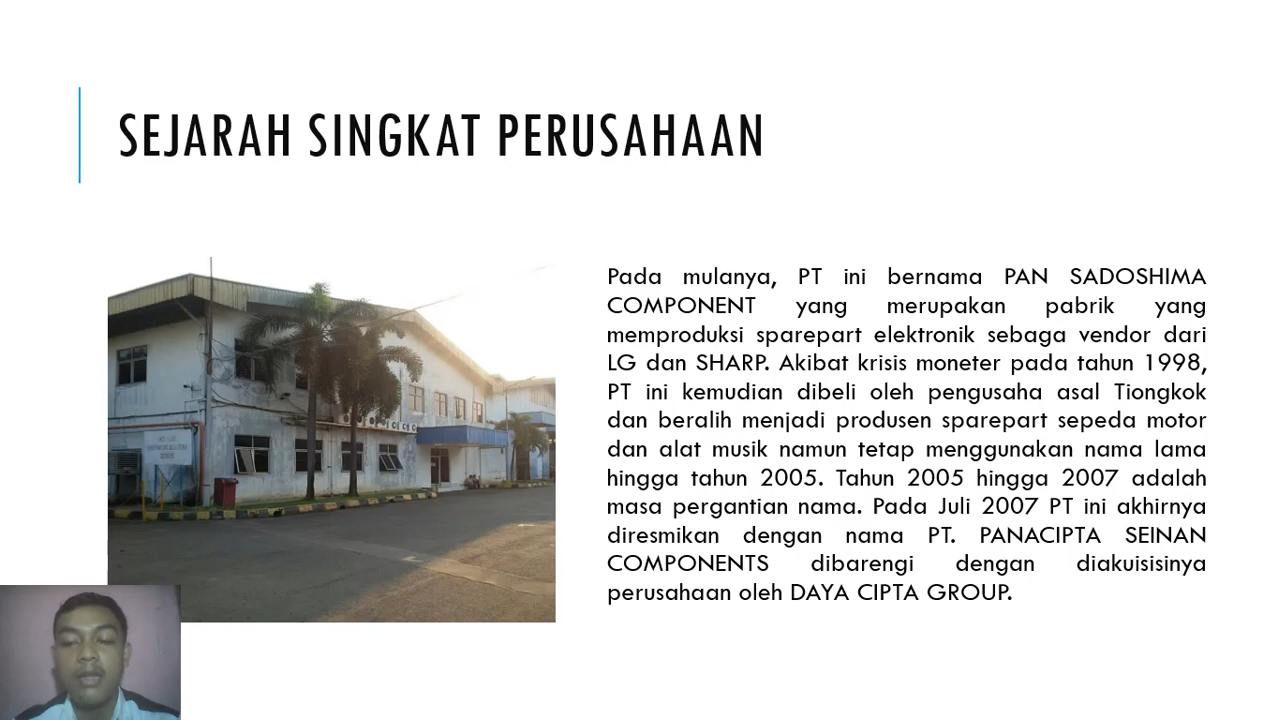 SEJARAH SINGKAT PERUSAHAAN
Pada mulanya, PT ini bernama PAN SADOSHIMA
COMPONENT yang merupakan pabrik yang
memproduksi sparepart elektronik sebaga vendor dari
LG dan SHARP. Akibat krisis moneter pada tahun 1998,
PT ini kemudian dibeli oleh pengusaha asal Tiongkok
dan beralih menjadi produsen sparepart sepeda motor
dan alat musik namun tetap menggunakan nama lama
hingga tahun 2005. Tahun 2005 hingga 2007 adalah
masa pergantian nama. Pada Juli 2007 PT ini akhirnya
diresmikan dengan nama PT. PANACIPTA SEINAN
COMPONENTS dibarengi dengan diakuisisinya
perusahaan oleh DAYA CIPTA GROUP.